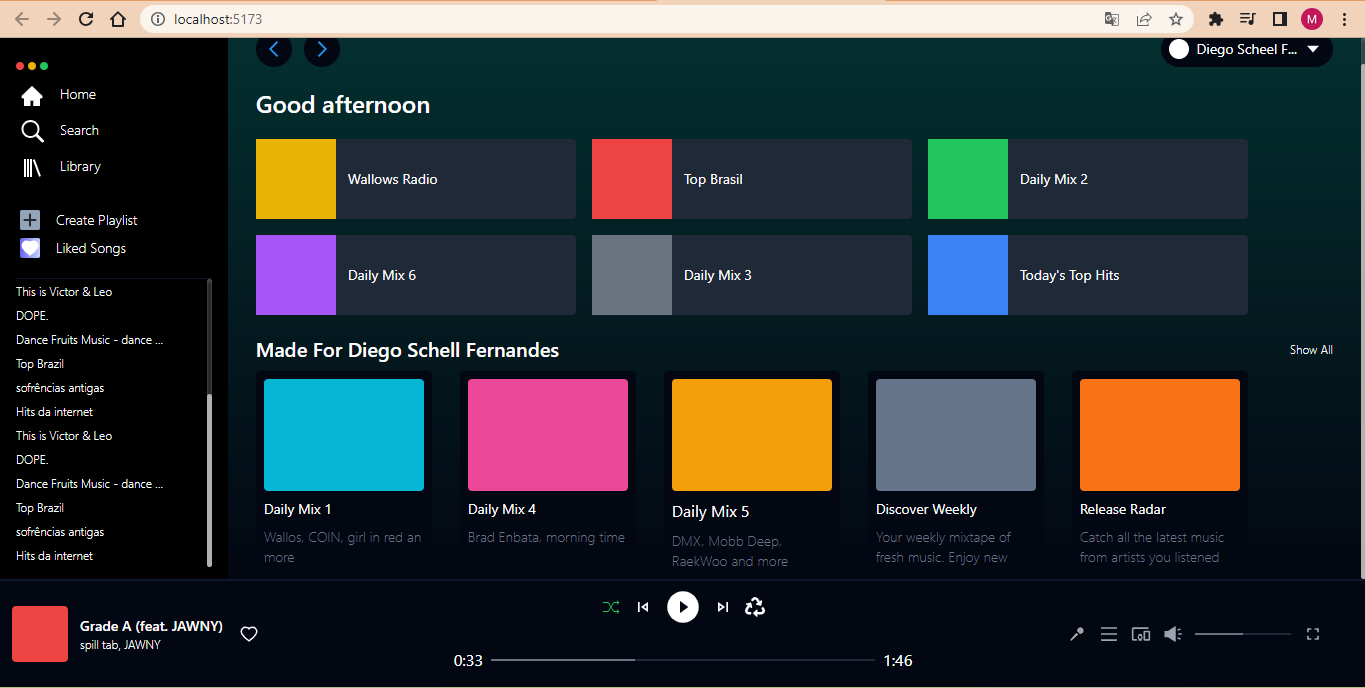 localhost:5173
M
Diego Scheel F...
Home
Search
Library
Create Playlist
Liked Songs
This is Victor & Leo
DOPE.
Dance Fruits Music - dance ...
Top Brazil
sofrências antigas
Hits da internet
This is Victor & Leo
DOPE.
Dance Fruits Music - dance ...
Top Brazil
sofrências antigas
Hits da internet
Good afternoon
Wallows Radio
Top Brasil
Daily Mix 2
Daily Mix 6
Daily Mix 3
Today's Top Hits
Made For Diego Schell Fernandes
Show All
Daily Mix 1
Wallos, COIN, girl in red an
more
Daily Mix 4
Brad Enbata, morning time
Daily Mix 5
DMX, Mobb Deep,
RaekWoo and more
Discover Weekly
Your weekly mixtape of
fresh music. Enjoy new
Release Radar
Catch all the latest music
from artists you listened
Grade A (feat. JAWNY)
spill tab, JAWNY
0:33
1:46